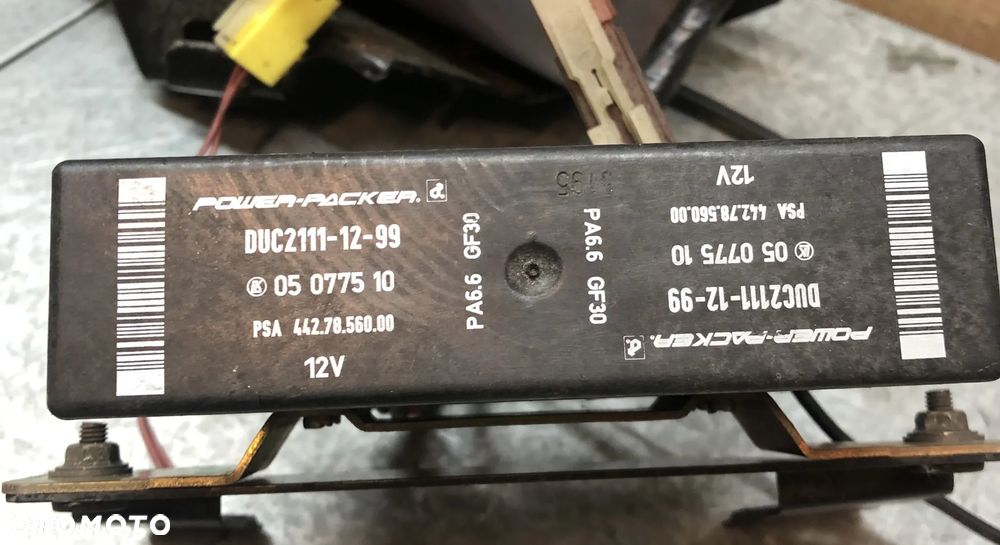 POWER-PACKER.
DUC2111-12-99
05 0775 10
PSA 442.78.560.00
12V
PA6.6 GF30
PA6.6 GF30
POWER-PACKER.
DUC2111-12-99
05 0775 10
PSA 442.78.560.00
12V
OTOMOTO